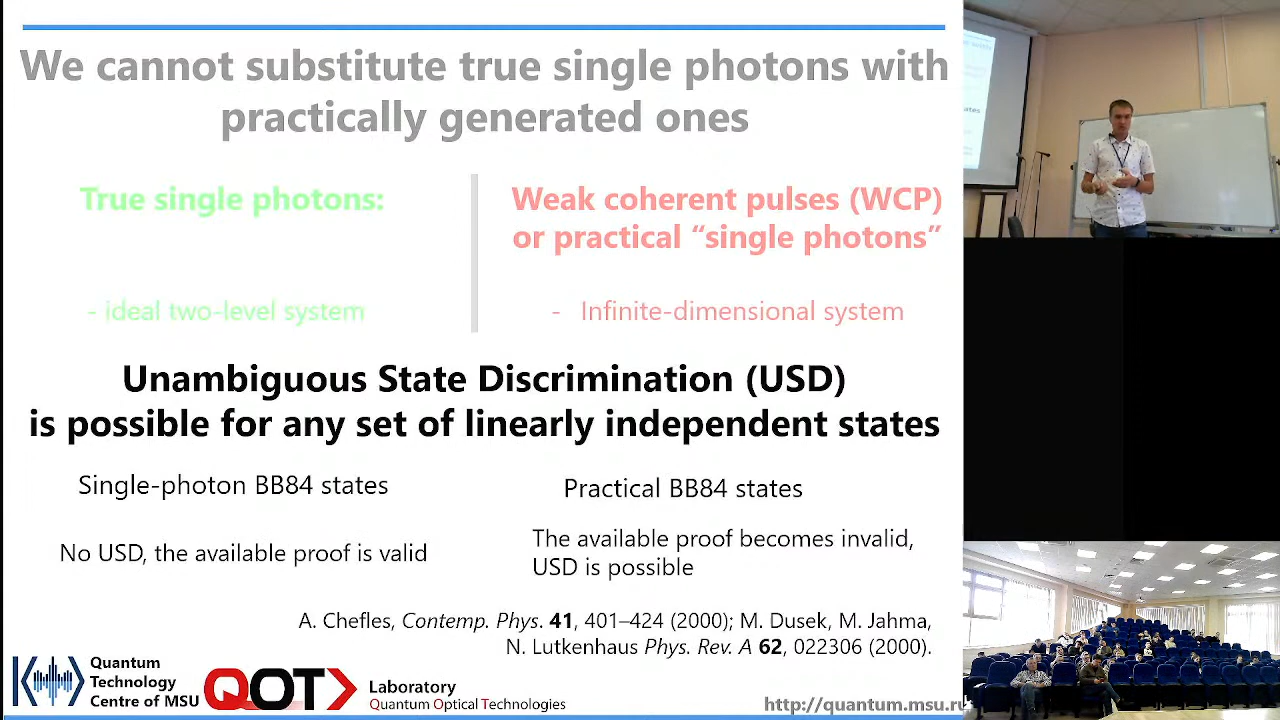 We cannot substitute true single photons with
practically generated ones
True single photons:
- ideal two-level system
Weak coherent pulses (WCP)
or practical “single photons”
- Infinite-dimensional system
Unambiguous State Discrimination (USD)
is possible for any set of linearly independent states
Single-photon BB84 states
No USD, the available proof is valid
Practical BB84 states
The available proof becomes invalid,
USD is possible
A. Chefles, Contemp. Phys. 41, 401–424 (2000); M. Dusek, M. Jahma,
N. Lutkenhaus Phys. Rev. A 62, 022306 (2000).
Quantum
Technology
Centre of MSU
QOT
Laboratory
Quantum Optical Technologies
http://quantum.msu.ru